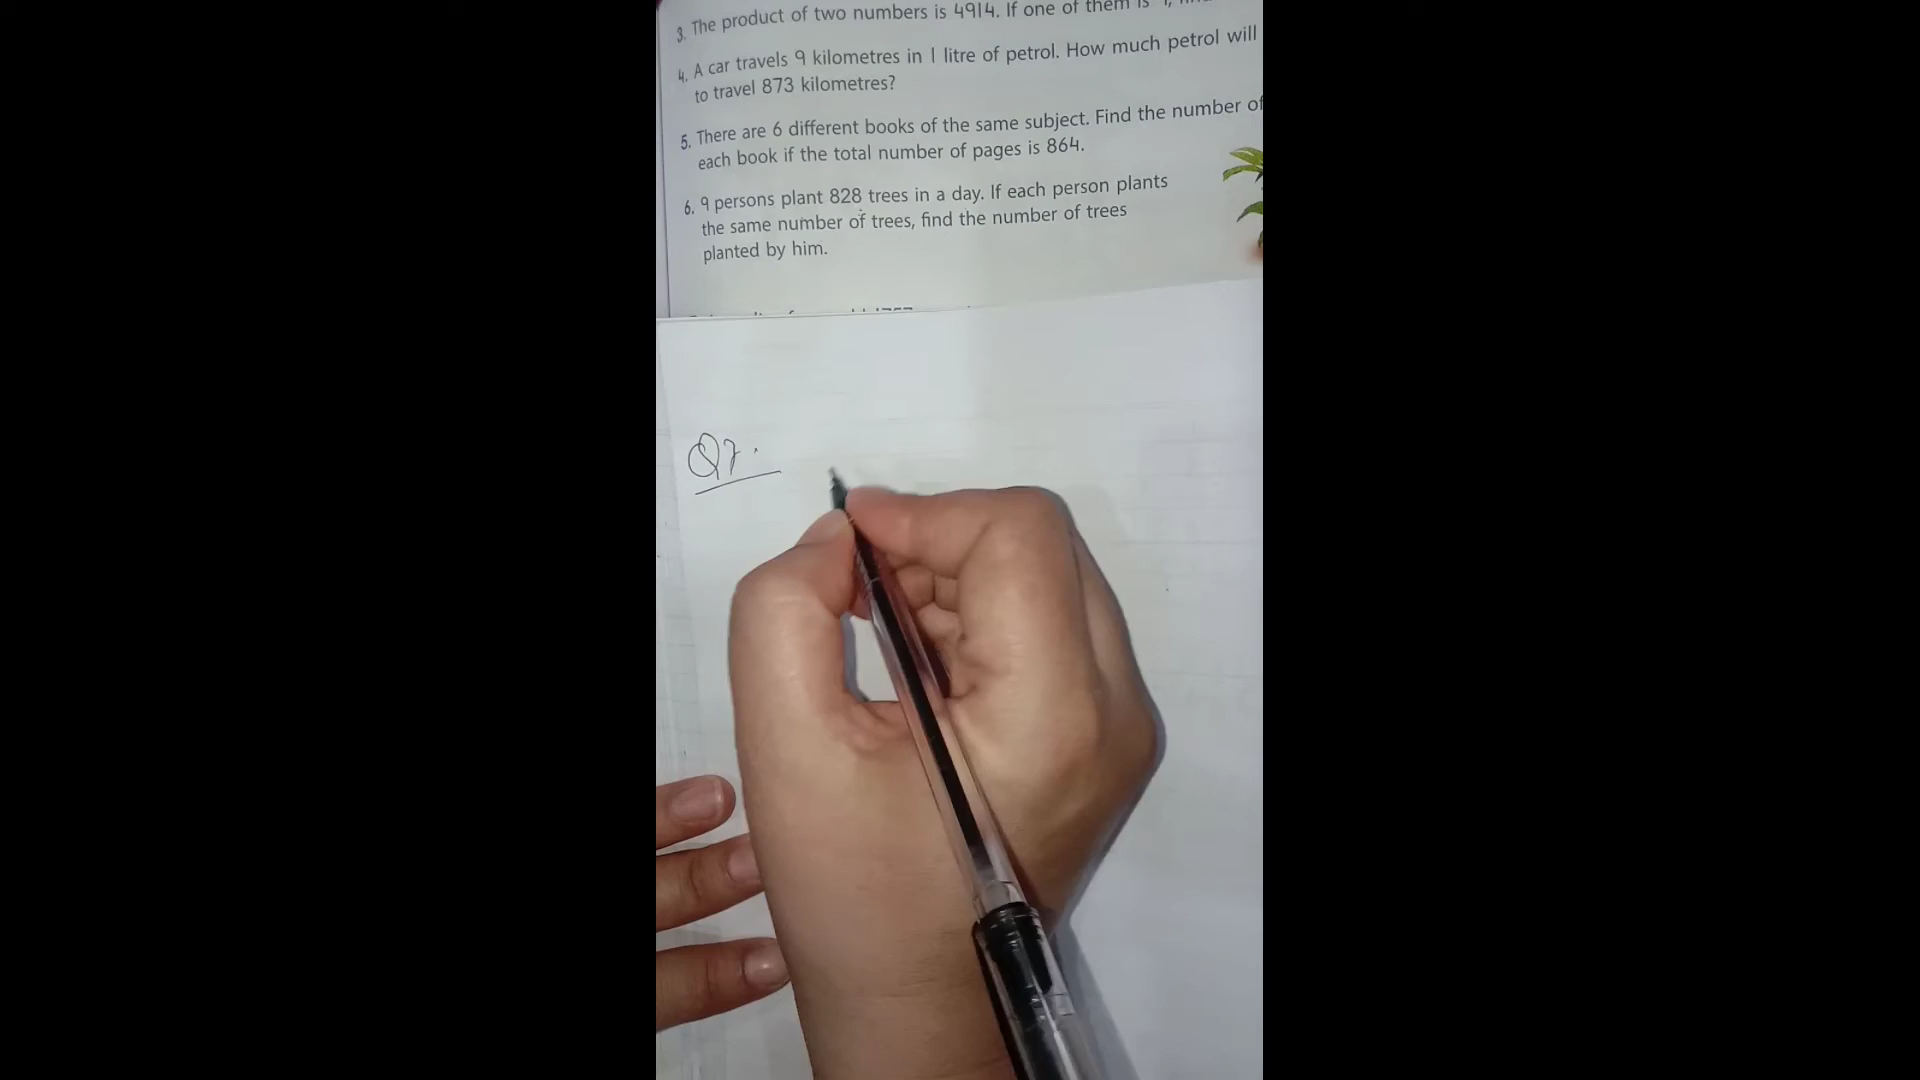 3. The product of two numbers is 4914. If one of them is
4. A car travels 9 kilometres in 1 litre of petrol. How much petrol will
to travel 873 kilometres?
5. There are 6 different books of the same subject. Find the number of
each book if the total number of pages is 864.
6. 9 persons plant 828 trees in a day. If each person plants
the same number of trees, find the number of trees
planted by him.
Q7.